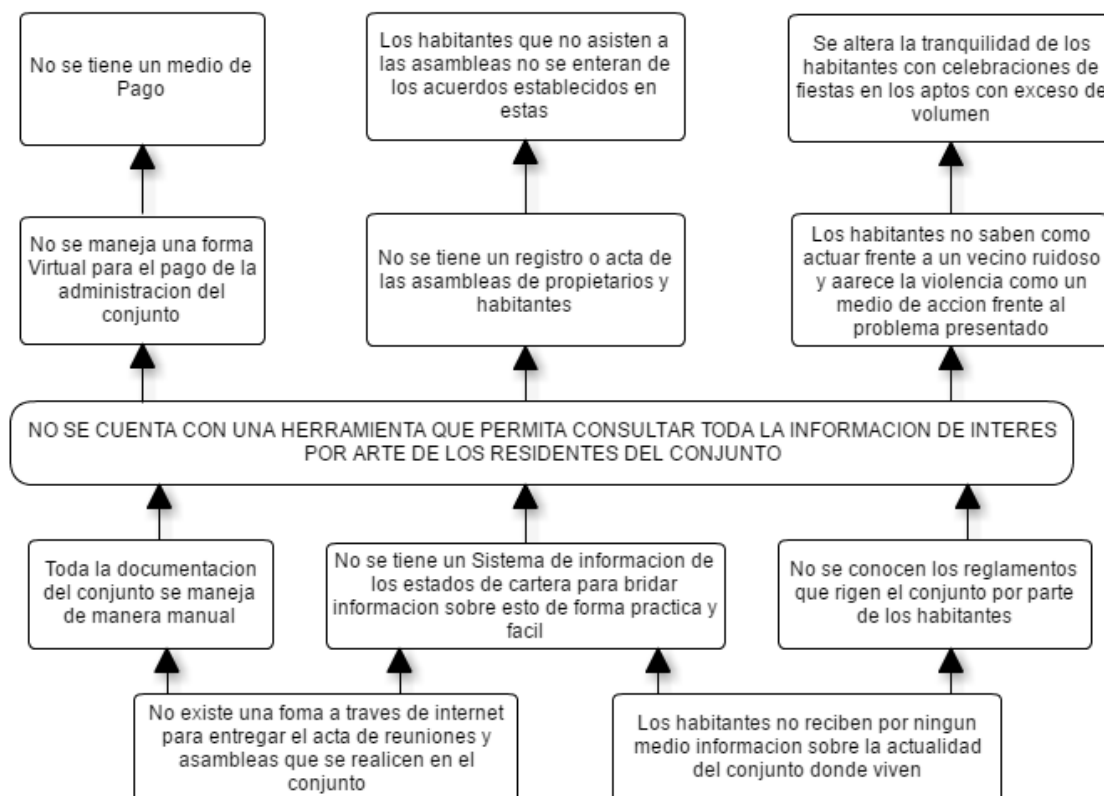 No se tiene un medio de
Pago
Los habitantes que no asisten a
las asambleas no se enteran de
los acuerdos establecidos en
estas
Se altera la tranquilidad de los
habitantes con celebraciones de
fiestas en los aptos con exceso de
volumen
No se maneja una forma
Virtual para el pago de la
administracion del
conjunto
No se tiene un registro o acta de
las asambleas de propietarios y
habitantes
Los habitantes no saben como
actuar frente a un vecino ruidoso
y aarece la violencia como un
medio de accion frente al
problema presentado
NO SE CUENTA CON UNA HERRAMIENTA QUE PERMITA CONSULTAR TODA LA INFORMACION DE INTERES
POR ARTE DE LOS RESIDENTES DEL CONJUNTO
Toda la documentacion
del conjunto se maneja
de manera manual
No se tiene un Sistema de informacion de
los estados de cartera para bridar
informacion sobre esto de forma practica y
facil
No se conocen los reglamentos
que rigen el conjunto por parte
de los habitantes
No existe una foma a traves de internet
para entregar el acta de reuniones y
asambleas que se realicen en el
conjunto
Los habitantes no reciben por ningun
medio informacion sobre la actualidad
del conjunto donde viven